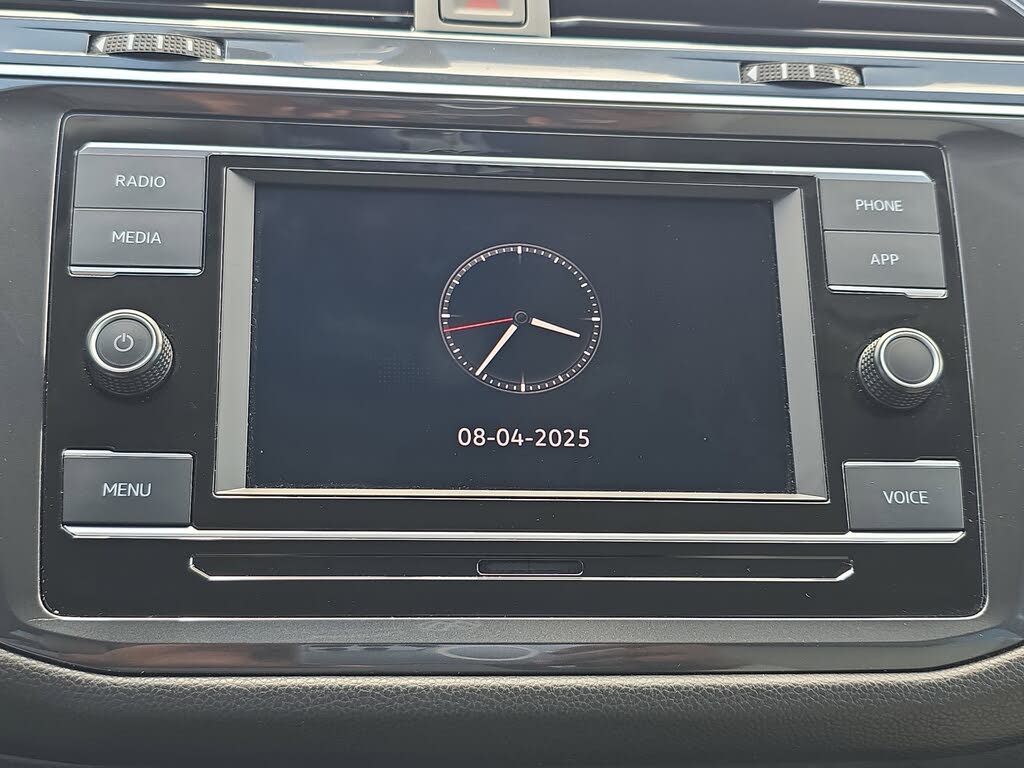 RADIO
MEDIA
MENU
08-04-2025
PHONE
APP
VOICE